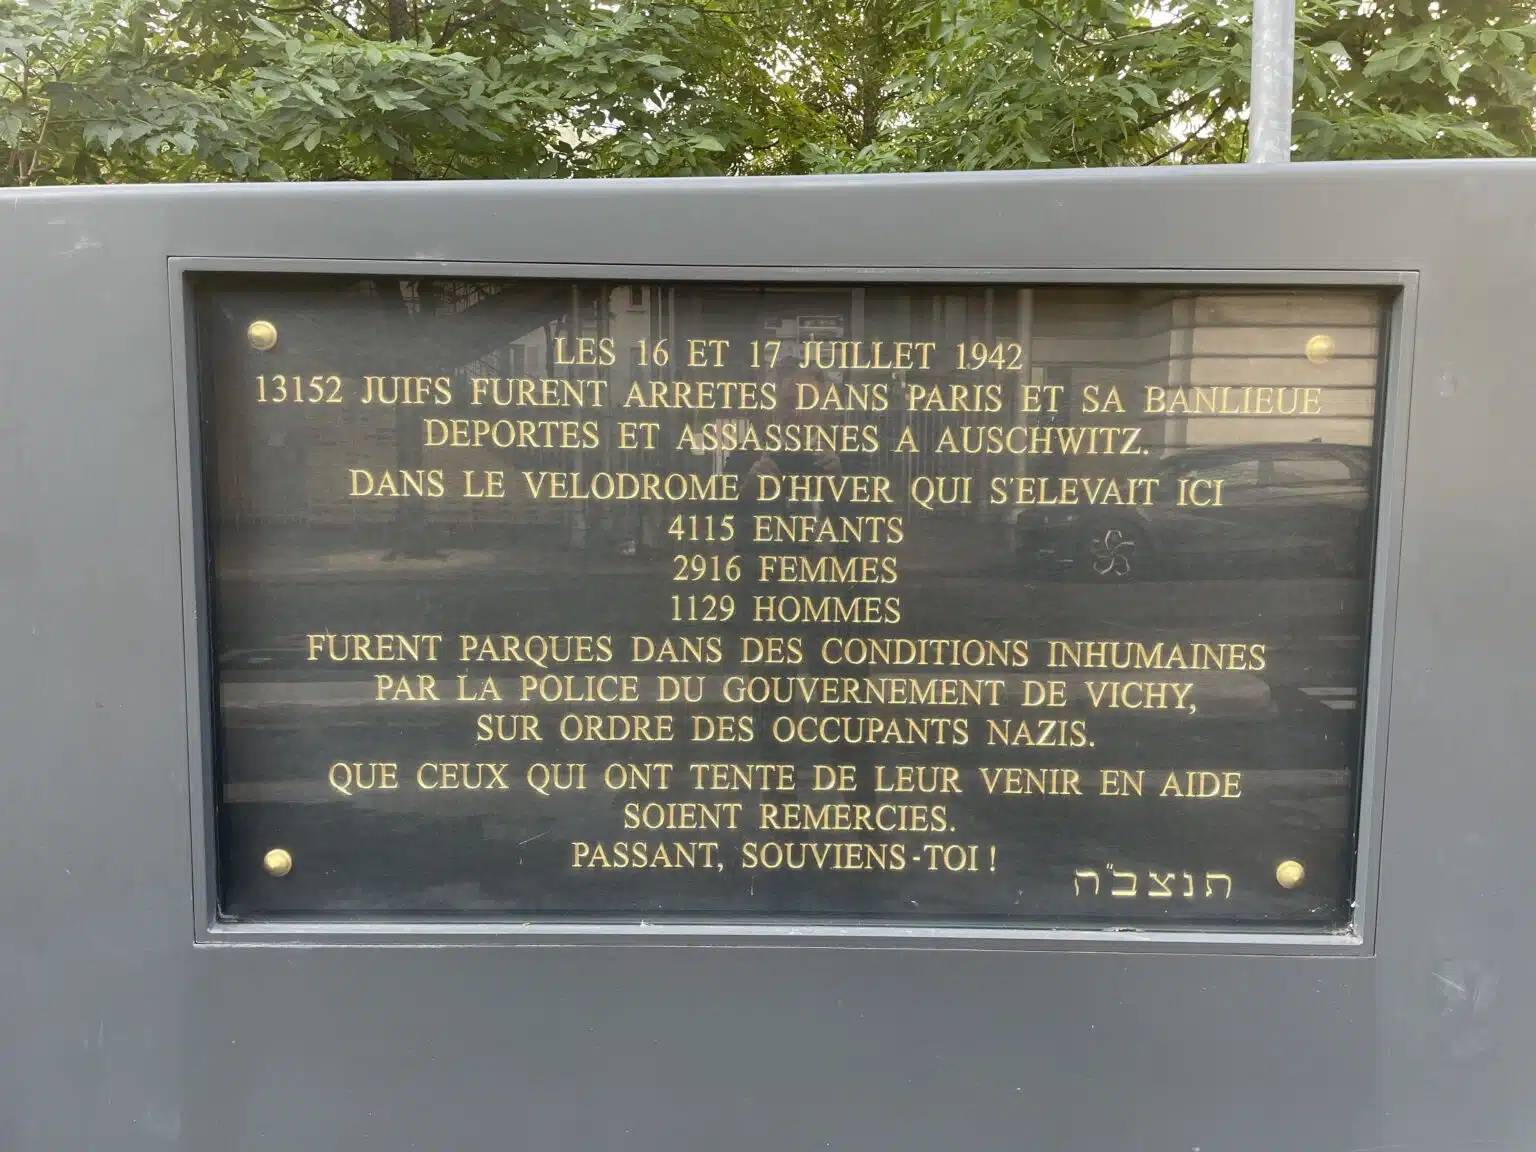 LES 16 ET 17 JUILLET 1942
13152 JUIFS FURENT ARRETES DANS PARIS ET SA BANLIEUE
DEPORTES ET ASSASSINES A AUSCHWITZ.
DANS LE VELODROME D'HIVER QUI S'ELEVAIT ICI
4115 ENFANTS
2916 FEMMES
1129 HOMMES
FURENT PARQUES DANS DES CONDITIONS INHUMAINES
PAR LA POLICE DU GOUVERNEMENT DE VICHY,
SUR ORDRE DES OCCUPANTS NAZIS.
QUE CEUX QUI ONT TENTE DE LEUR VENIR EN AIDE
SOIENT REMERCIES.
PASSANT, SOUVIENS-TOI !
תנצב״ה